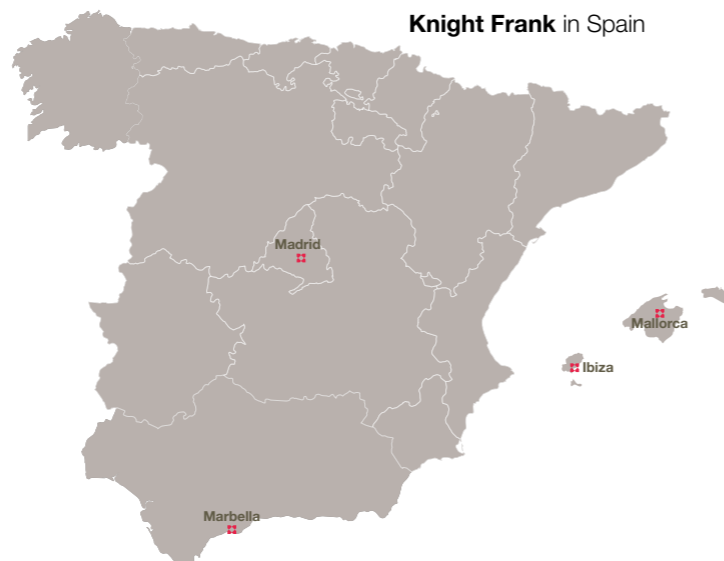 Knight Frank in Spain
Madrid
Mallorca
Ibiza
Marbella